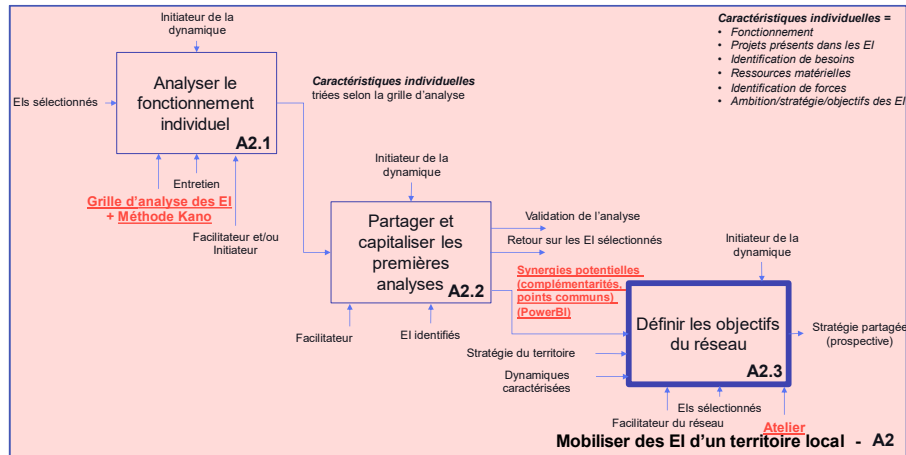 Initiateur de la
dynamique
Caractéristiques individuelles =
• Fonctionnement
• Projets présents dans les EI
• Identification de besoins
• Ressources matérielles
• Identification de forces
• Ambition/stratégie/objectifs des EI
EIs sélectionnés
Analyser le
fonctionnement
individuel
A2.1
Caractéristiques individuelles
triées selon la grille d'analyse
Entretien
Grille d'analyse des EI
+ Méthode Kano
Facilitateur et/ou
Initiateur
Initiateur de la
dynamique
Partager et
capitaliser les
premières
analyses
A2.2
Validation de l'analyse
Retour sur les EI sélectionnés
Synergies potentielles
(complémentarités,
points communs)
(PowerBI)
Facilitateur
EI identifiés
Initiateur de la
dynamique
Stratégie du territoire
Dynamiques
caractérisées
Définir les objectifs
du réseau
A2.3
Stratégie partagée
(prospective)
EIs sélectionnés
Facilitateur du réseau
Atelier
Mobiliser des EI d'un territoire local - A2